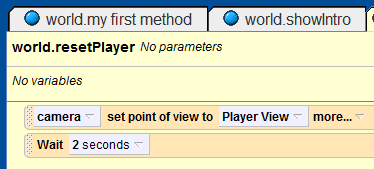 world.my first method world.showIntro
world.resetPlayer No parameters
No variables
camera set point of view to Player View more...
Wait 2 seconds